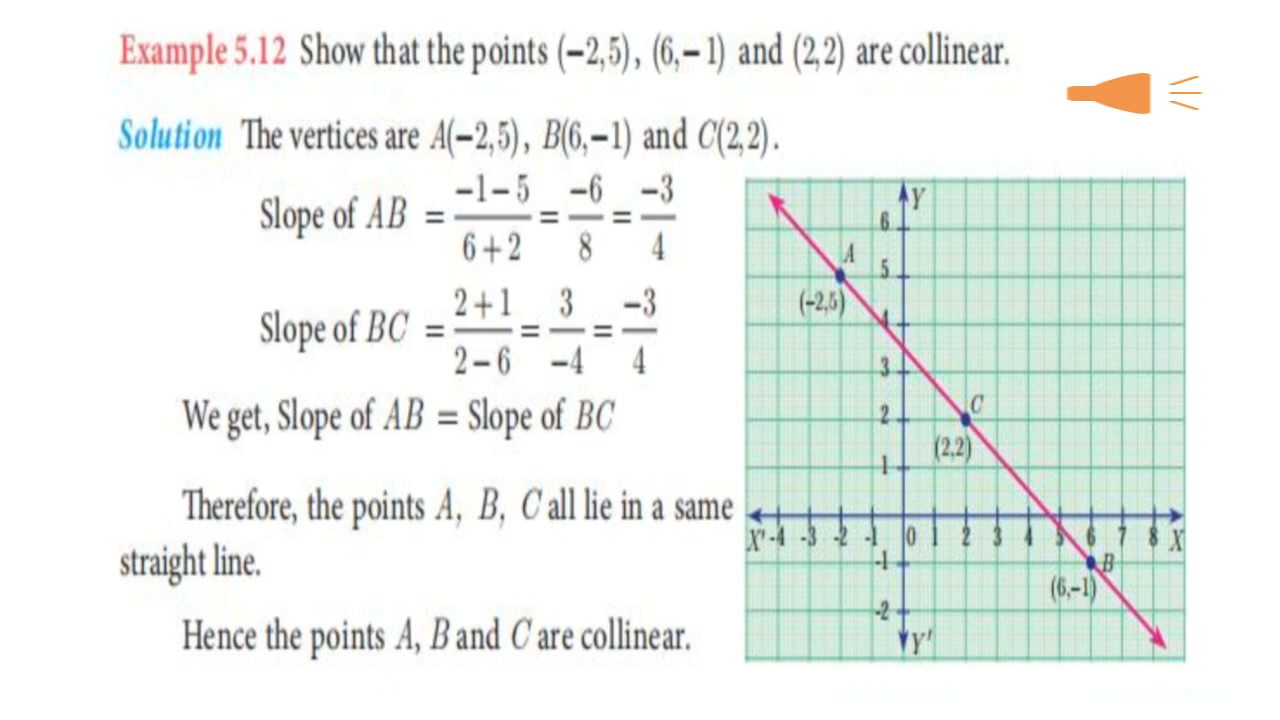 Example 5.12 Show that the points (−2,5), (6,−1) and (2,2) are collinear.
Solution The vertices are A(−2,5), B(6,−1) and C(2,2).
Slope of AB = (−1−5)/(6+2) = −6/8 = −3/4
Slope of BC = (2+1)/(2−6) = 3/−4 = −3/4
We get, Slope of AB = Slope of BC
Therefore, the points A, B, C all lie in a same
straight line.
Hence the points A, B and C are collinear.
Y
6
A
5
(−2,5)
4
3
C
2
(2,2)
1
X' -4 -3 -2 -1 0 1 2 3 4 5 6 7 8 X
-1
B
(6,−1)
-2
Y'